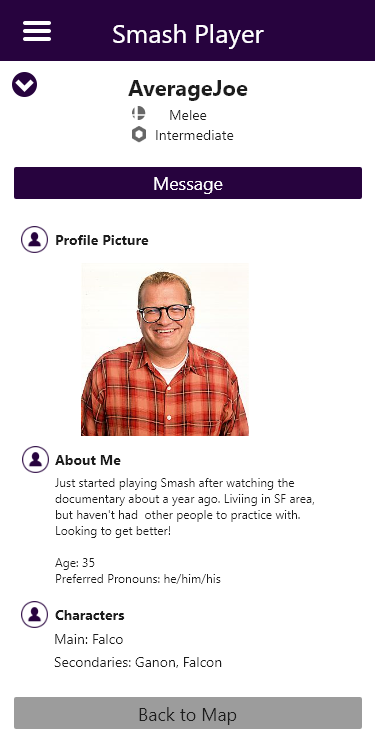 Smash Player
AverageJoe
Melee
Intermediate
Message
Profile Picture
About Me
Just started playing Smash after watching the
documentary about a year ago. Liviing in SF area,
but haven't had other people to practice with.
Looking to get better!
Age: 35
Preferred Pronouns: he/him/his
Characters
Main: Falco
Secondaries: Ganon, Falcon
Back to Map